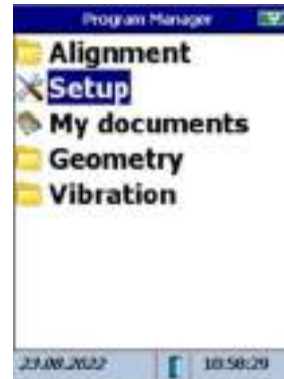 Program Manager
Alignment
Setup
My documents
Geometry
Vibration
23.08.2022
10:58:29